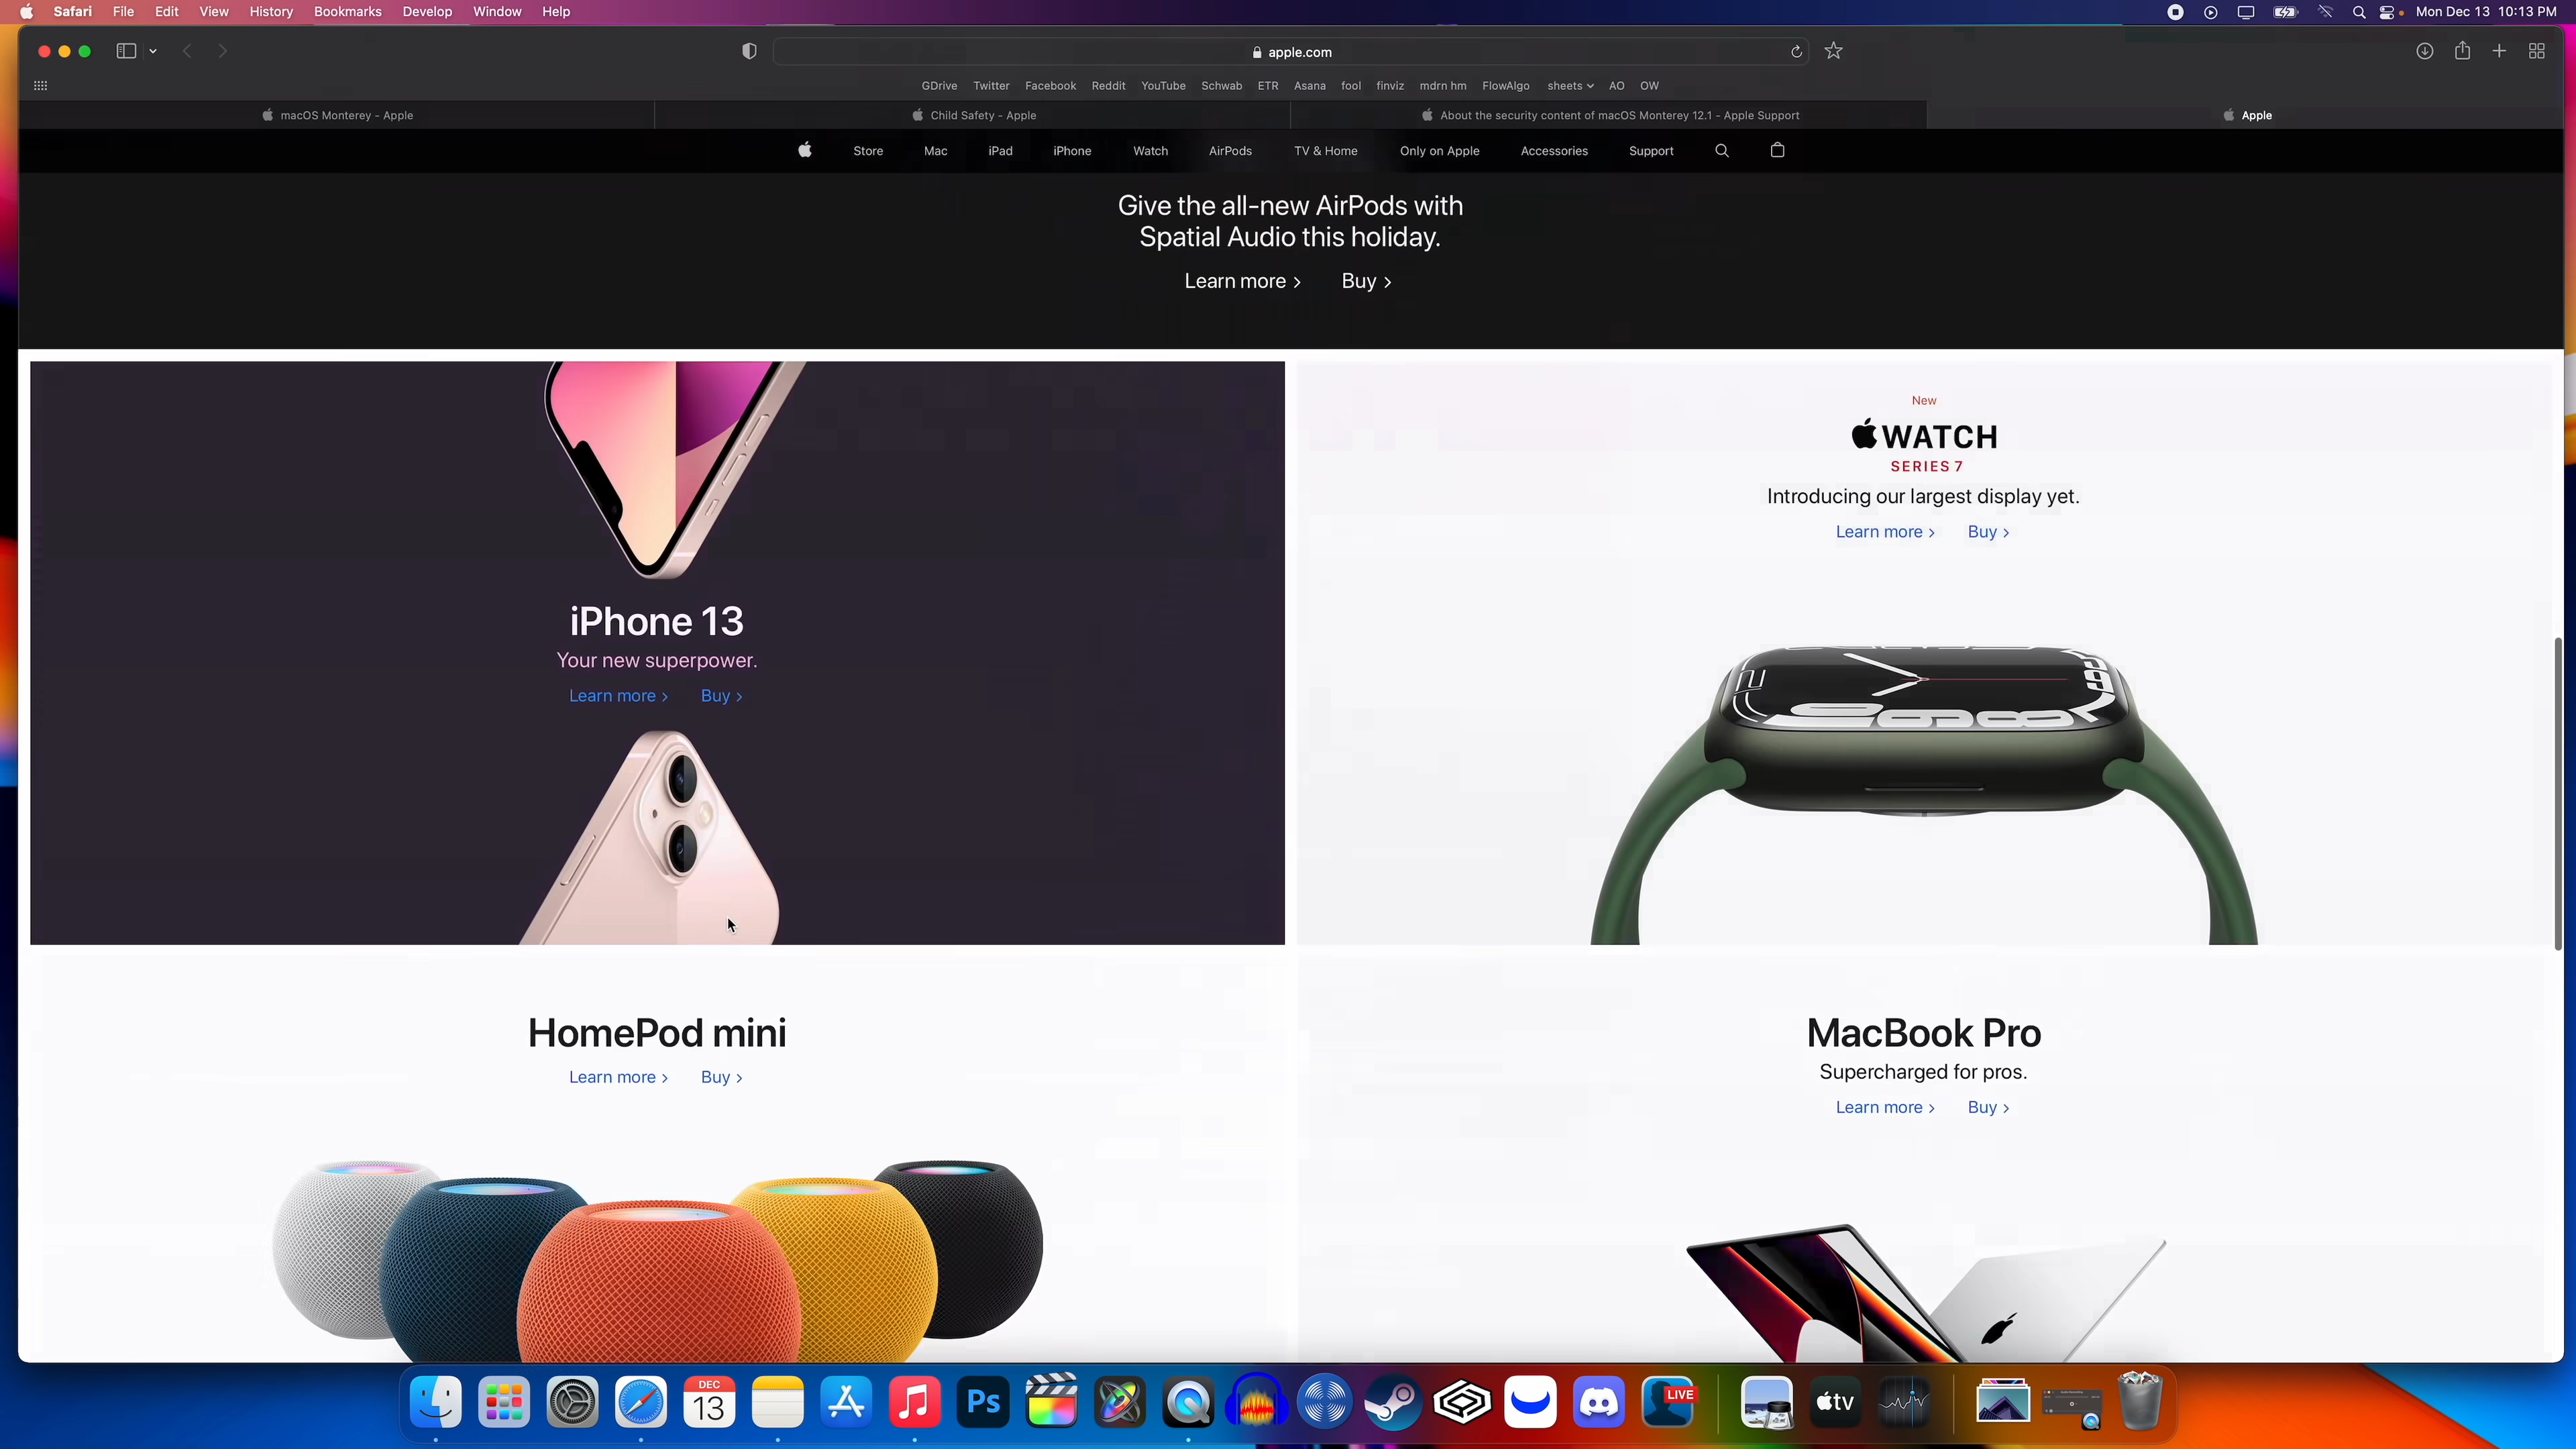 Safari File Edit View History Bookmarks Develop Window Help
Mon Dec 13 10:13 PM
apple.com
GDrive Twitter Facebook Reddit YouTube Schwab ETR Asana fool finviz mdrn hm FlowAlgo sheets AO OW
macOS Monterey - Apple
Child Safety - Apple
About the security content of macOS Monterey 12.1 - Apple Support
Apple
Store Mac iPad iPhone Watch AirPods TV & Home Only on Apple Accessories Support
Give the all-new AirPods with
Spatial Audio this holiday.
Learn more > Buy >
iPhone 13
Your new superpower.
Learn more > Buy >
New
WATCH
SERIES 7
Introducing our largest display yet.
Learn more > Buy >
HomePod mini
Learn more > Buy >
MacBook Pro
Supercharged for pros.
Learn more > Buy >
DEC
13
Ps
LIVE
tv